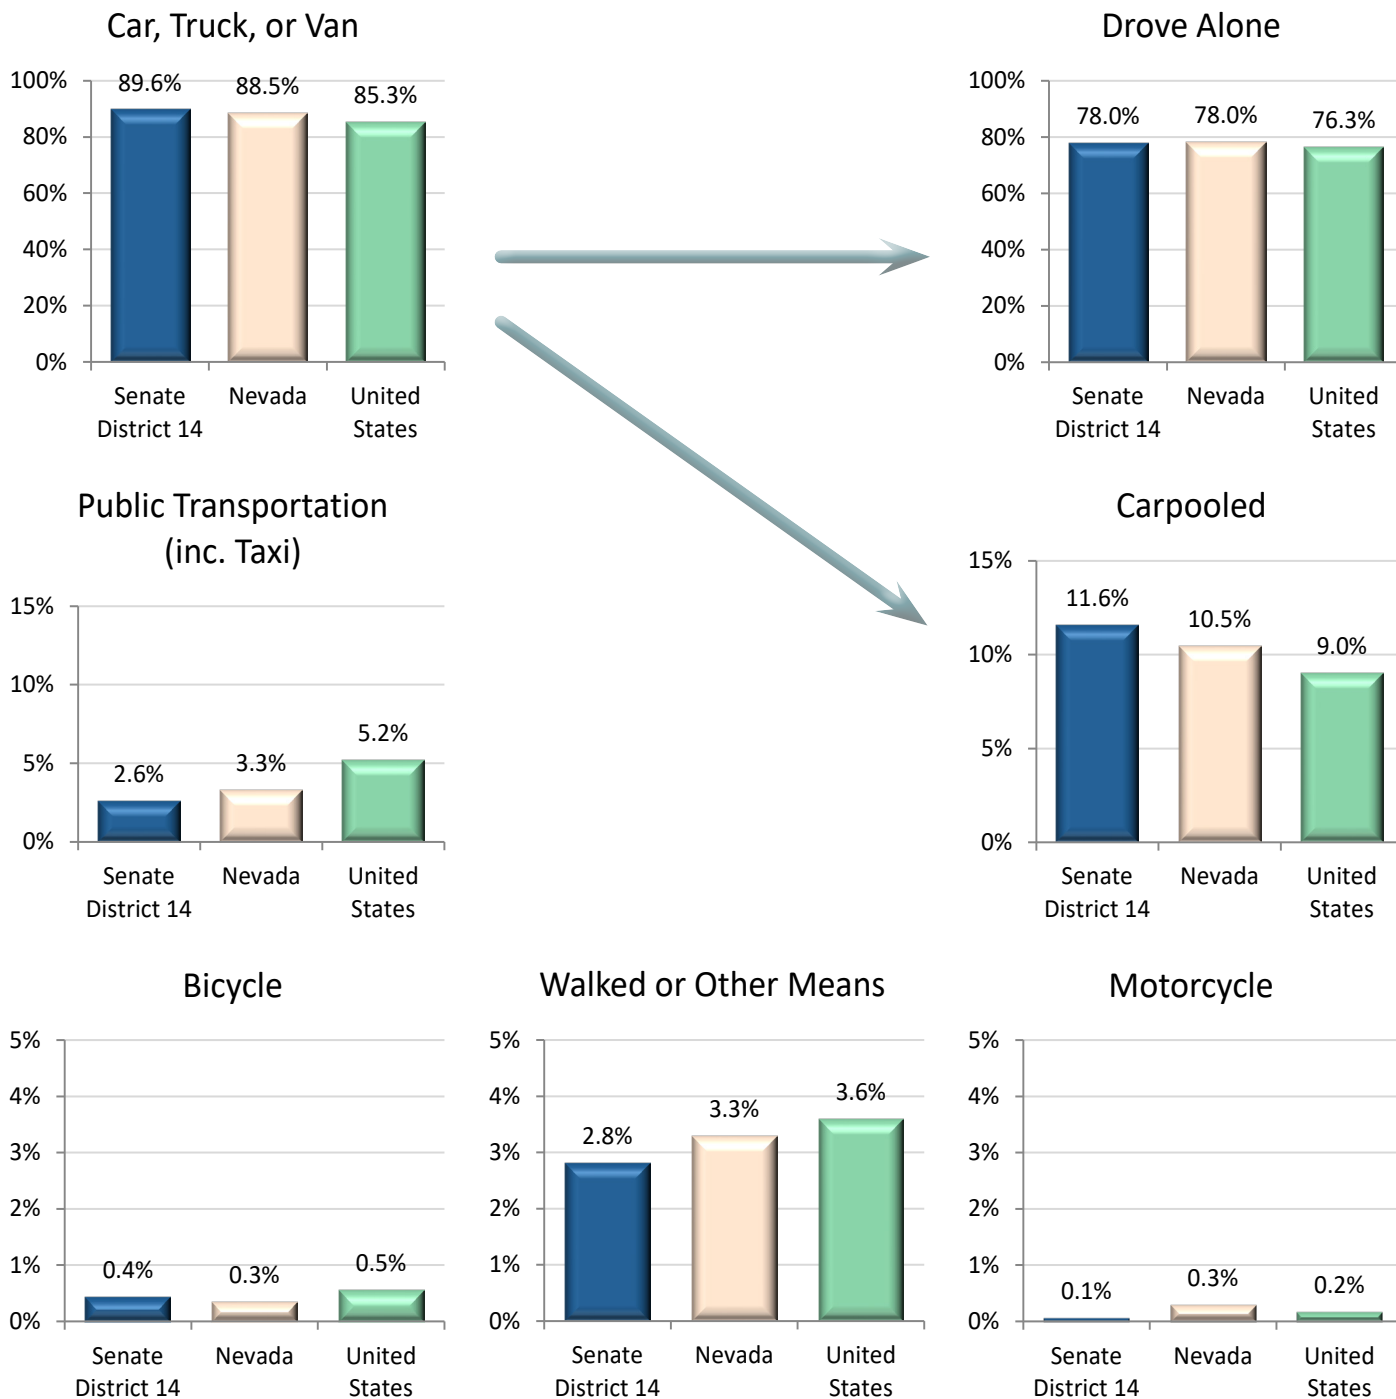 Car, Truck, or Van
100%
80%
60%
40%
20%
0%
89.6%
88.5%
85.3%
Senate
District 14
Nevada
United
States
Drove Alone
100%
80%
60%
40%
20%
0%
78.0%
78.0%
76.3%
Senate
District 14
Nevada
United
States
Public Transportation
(inc. Taxi)
15%
10%
5%
0%
2.6%
3.3%
5.2%
Senate
District 14
Nevada
United
States
Carpooled
15%
10%
5%
0%
11.6%
10.5%
9.0%
Senate
District 14
Nevada
United
States
Bicycle
5%
4%
3%
2%
1%
0%
0.4%
0.3%
0.5%
Senate
District 14
Nevada
United
States
Walked or Other Means
5%
4%
3%
2%
1%
0%
2.8%
3.3%
3.6%
Senate
District 14
Nevada
United
States
Motorcycle
5%
4%
3%
2%
1%
0%
0.1%
0.3%
0.2%
Senate
District 14
Nevada
United
States